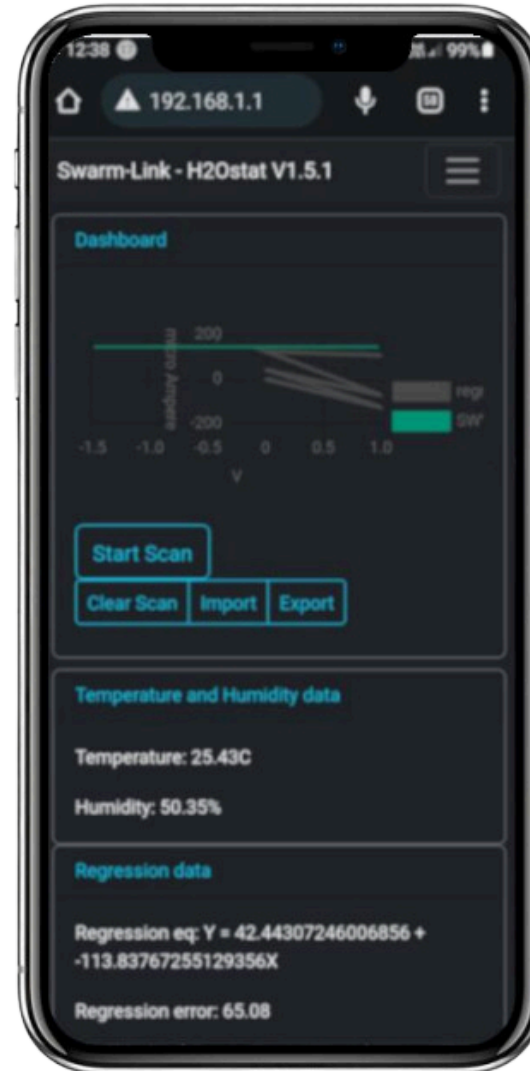 12:38
99%
192.168.1.1
58
Swarm-Link - H2Ostat V1.5.1
Dashboard
micro Ampere
200
0
-200
-1.5 -1.0 -0.5 0 0.5 1.0
V
regr
SW
Start Scan
Clear Scan Import Export
Temperature and Humidity data
Temperature: 25.43C
Humidity: 50.35%
Regression data
Regression eq: Y = 42.44307246006856 +
-113.83767255129356X
Regression error: 65.08